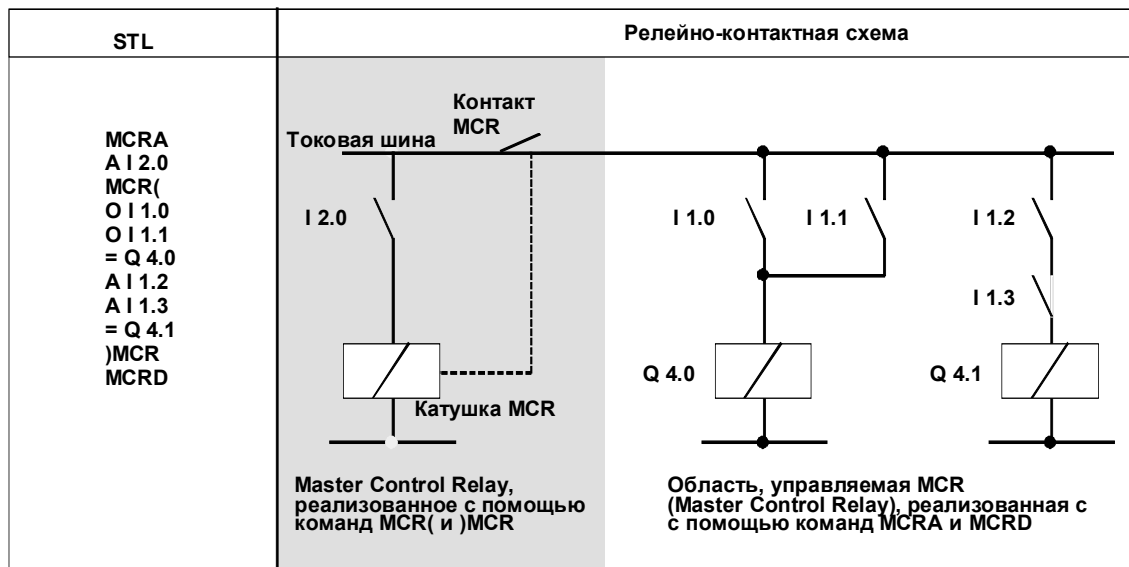 STL
Релейно-контактная схема
MCRA
A I 2.0
MCR(
O I 1.0
O I 1.1
= Q 4.0
A I 1.2
A I 1.3
= Q 4.1
)MCR
MCRD
Контакт
MCR
Токовая шина
I 2.0
I 1.0
I 1.1
I 1.2
I 1.3
Q 4.0
Q 4.1
Катушка MCR
Master Control Relay,
реализованное с помощью
команд MCR( и )MCR
Область, управляемая MCR
(Master Control Relay), реализованная с
с помощью команд MCRA и MCRD